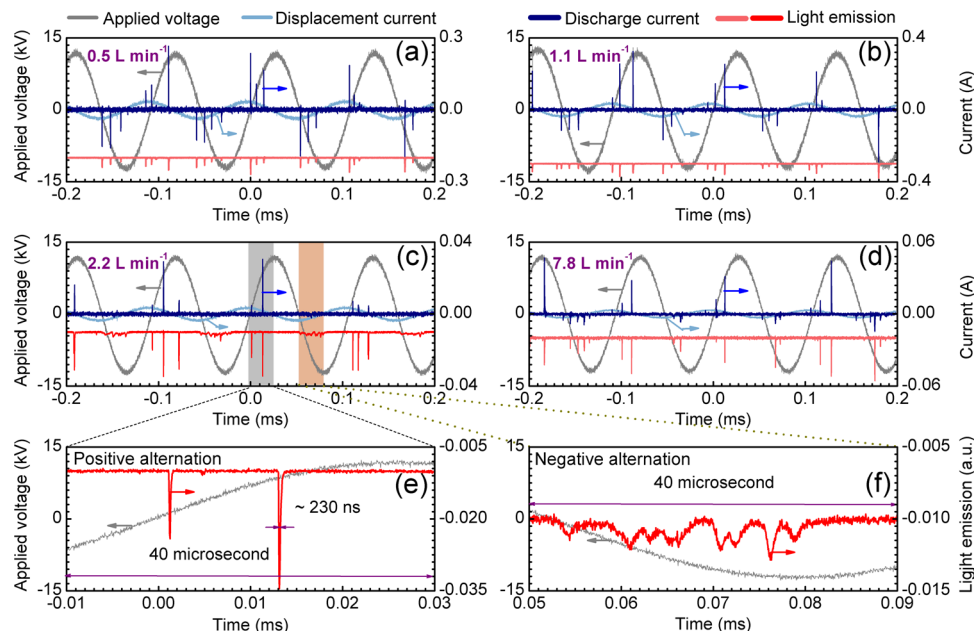 Applied voltage Displacement current Discharge current Light emission
(a)
0.5 L min⁻¹
Applied voltage (kV)
15
0
-15
0.3
0.0
-0.3
-0.2 -0.1 0.0 0.1 0.2
Time (ms)
(b)
1.1 L min⁻¹
15
0
-15
0.4
0.0
-0.4
Current (A)
-0.2 -0.1 0.0 0.1 0.2
Time (ms)
(c)
2.2 L min⁻¹
Applied voltage (kV)
15
0
-15
0.04
0.00
-0.04
-0.2 -0.1 0.0 0.1 0.2
Time (ms)
(d)
7.8 L min⁻¹
15
0
-15
0.06
0.00
-0.06
Current (A)
-0.2 -0.1 0.0 0.1 0.2
Time (ms)
Positive alternation
(e)
~ 230 ns
40 microsecond
Applied voltage (kV)
15
0
-15
-0.005
-0.020
-0.035
-0.01 0.00 0.01 0.02 0.03
Time (ms)
Negative alternation
40 microsecond
(f)
15
0
-15
-0.005
-0.010
-0.015
Ligjht emission (a.u.)
0.05 0.06 0.07 0.08 0.09
Time (ms)